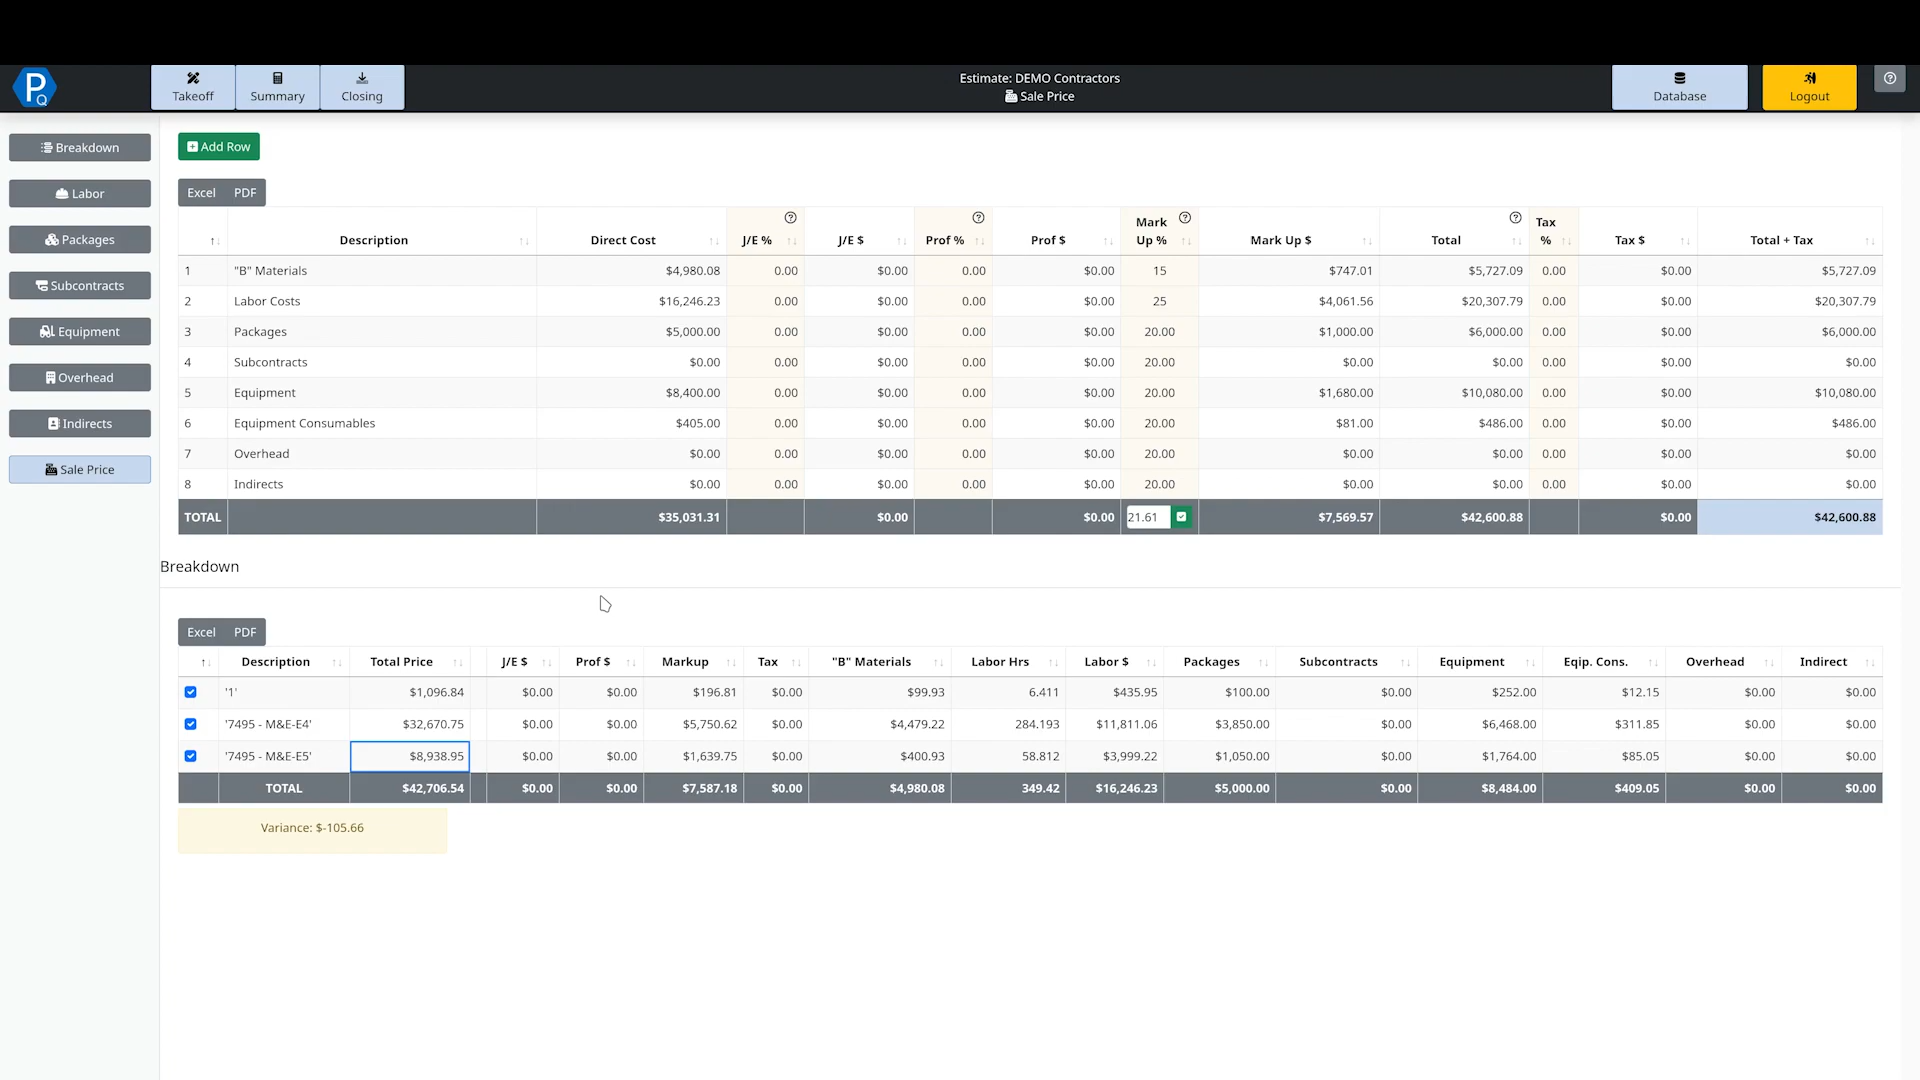 P
Q
Takeoff
Summary
Closing
Estimate: DEMO Contractors
Sale Price
Database
Logout
Breakdown
Labor
Packages
Subcontracts
Equipment
Overhead
Indirects
Sale Price
Add Row
Excel PDF
Description Direct Cost J/E % J/E $ Prof % Prof $ Mark Up % Mark Up $ Total Tax % Tax $ Total + Tax
1 "B" Materials $4,980.08 0.00 $0.00 0.00 $0.00 15 $747.01 $5,727.09 0.00 $0.00 $5,727.09
2 Labor Costs $16,246.23 0.00 $0.00 0.00 $0.00 25 $4,061.56 $20,307.79 0.00 $0.00 $20,307.79
3 Packages $5,000.00 0.00 $0.00 0.00 $0.00 20.00 $1,000.00 $6,000.00 0.00 $0.00 $6,000.00
4 Subcontracts $0.00 0.00 $0.00 0.00 $0.00 20.00 $0.00 $0.00 0.00 $0.00 $0.00
5 Equipment $8,400.00 0.00 $0.00 0.00 $0.00 20.00 $1,680.00 $10,080.00 0.00 $0.00 $10,080.00
6 Equipment Consumables $405.00 0.00 $0.00 0.00 $0.00 20.00 $81.00 $486.00 0.00 $0.00 $486.00
7 Overhead $0.00 0.00 $0.00 0.00 $0.00 20.00 $0.00 $0.00 0.00 $0.00 $0.00
8 Indirects $0.00 0.00 $0.00 0.00 $0.00 20.00 $0.00 $0.00 0.00 $0.00 $0.00
TOTAL $35,031.31 $0.00 $0.00 21.61 $7,569.57 $42,600.88 $0.00 $42,600.88
Breakdown
Excel PDF
Description Total Price J/E $ Prof $ Markup Tax "B" Materials Labor Hrs Labor $ Packages Subcontracts Equipment Eqip. Cons. Overhead Indirect
'1' $1,096.84 $0.00 $0.00 $196.81 $0.00 $99.93 6.411 $435.95 $100.00 $0.00 $252.00 $12.15 $0.00 $0.00
'7495 - M&E-E4' $32,670.75 $0.00 $0.00 $5,750.62 $0.00 $4,479.22 284.193 $11,811.06 $3,850.00 $0.00 $6,468.00 $311.85 $0.00 $0.00
'7495 - M&E-E5' $8,938.95 $0.00 $0.00 $1,639.75 $0.00 $400.93 58.812 $3,999.22 $1,050.00 $0.00 $1,764.00 $85.05 $0.00 $0.00
TOTAL $42,706.54 $0.00 $0.00 $7,587.18 $0.00 $4,980.08 349.42 $16,246.23 $5,000.00 $0.00 $8,484.00 $409.05 $0.00 $0.00
Variance: $-105.66